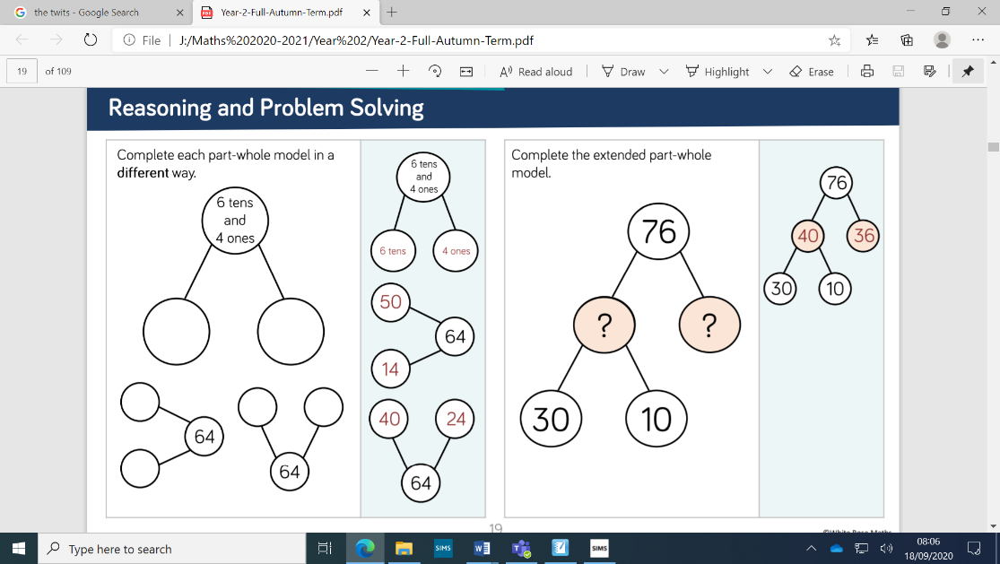 the twits - Google Search
Year-2-Full-Autumn-Term.pdf
File
J:/Maths%202020-2021/Year%202/Year-2-Full-Autumn-Term.pdf
19 of 109
Read aloud
Draw
Highlight
Erase
Reasoning and Problem Solving
Complete each part-whole model in a
different way.
6 tens
and
4 ones
64
64
6 tens
and
4 ones
6 tens
4 ones
50
64
14
40
24
64
Complete the extended part-whole
model.
76
?
?
30
10
76
40
36
30
10
19
©White Rose Maths
Type here to search
SIMS
SIMS
08:06
18/09/2020